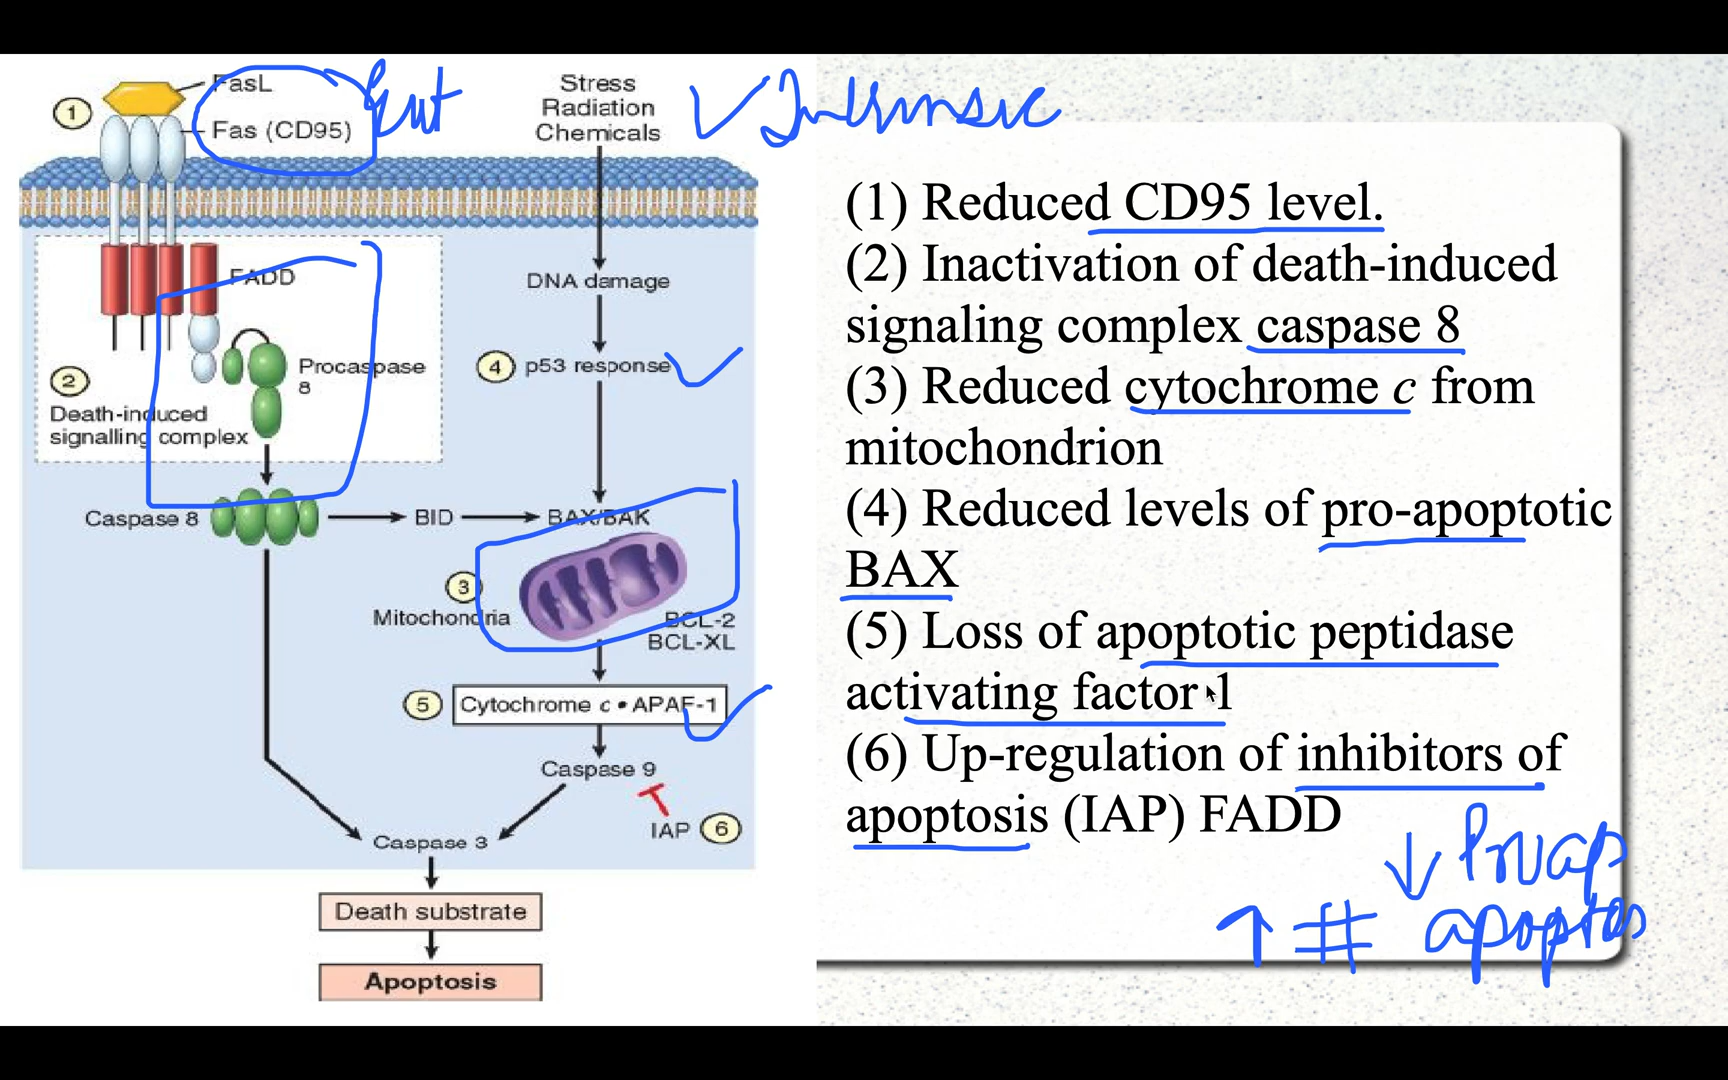 FasL
① Fas (CD95)
Stress
Radiation
Chemicals
Intrinsic
FADD
Procaspase
8
②
Death-induced
signalling complex
DNA damage
④ p53 response
Caspase 8
BID
BAX/BAK
③
Mitochondria
BCL-2
BCL-XL
⑤ Cytochrome c • APAF-1
Caspase 9
IAP ⑥
Caspase 3
Death substrate
Apoptosis
(1) Reduced CD95 level.
(2) Inactivation of death-induced
signaling complex caspase 8
(3) Reduced cytochrome c from
mitochondrion
(4) Reduced levels of pro-apoptotic
BAX
(5) Loss of apoptotic peptidase
activating factor 1
(6) Up-regulation of inhibitors of
apoptosis (IAP) FADD
↓
↑ #